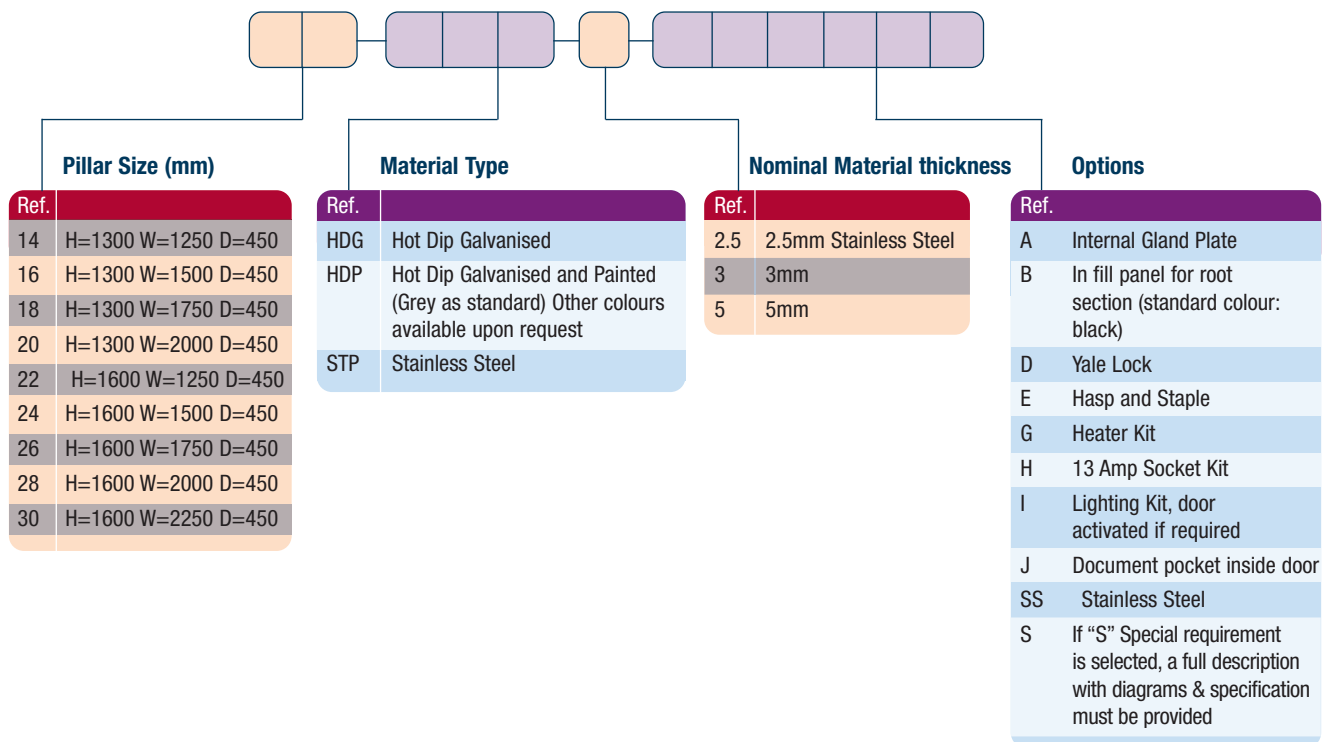 Pillar Size (mm)
Ref.
14 H=1300 W=1250 D=450
16 H=1300 W=1500 D=450
18 H=1300 W=1750 D=450
20 H=1300 W=2000 D=450
22 H=1600 W=1250 D=450
24 H=1600 W=1500 D=450
26 H=1600 W=1750 D=450
28 H=1600 W=2000 D=450
30 H=1600 W=2250 D=450
Material Type
Ref.
HDG Hot Dip Galvanised
HDP Hot Dip Galvanised and Painted
(Grey as standard) Other colours
available upon request
STP Stainless Steel
Nominal Material thickness
Ref.
2.5 2.5mm Stainless Steel
3 3mm
5 5mm
Options
Ref.
A Internal Gland Plate
B In fill panel for root
section (standard colour:
black)
D Yale Lock
E Hasp and Staple
G Heater Kit
H 13 Amp Socket Kit
I Lighting Kit, door
activated if required
J Document pocket inside door
SS Stainless Steel
S If “S” Special requirement
is selected, a full description
with diagrams & specification
must be provided